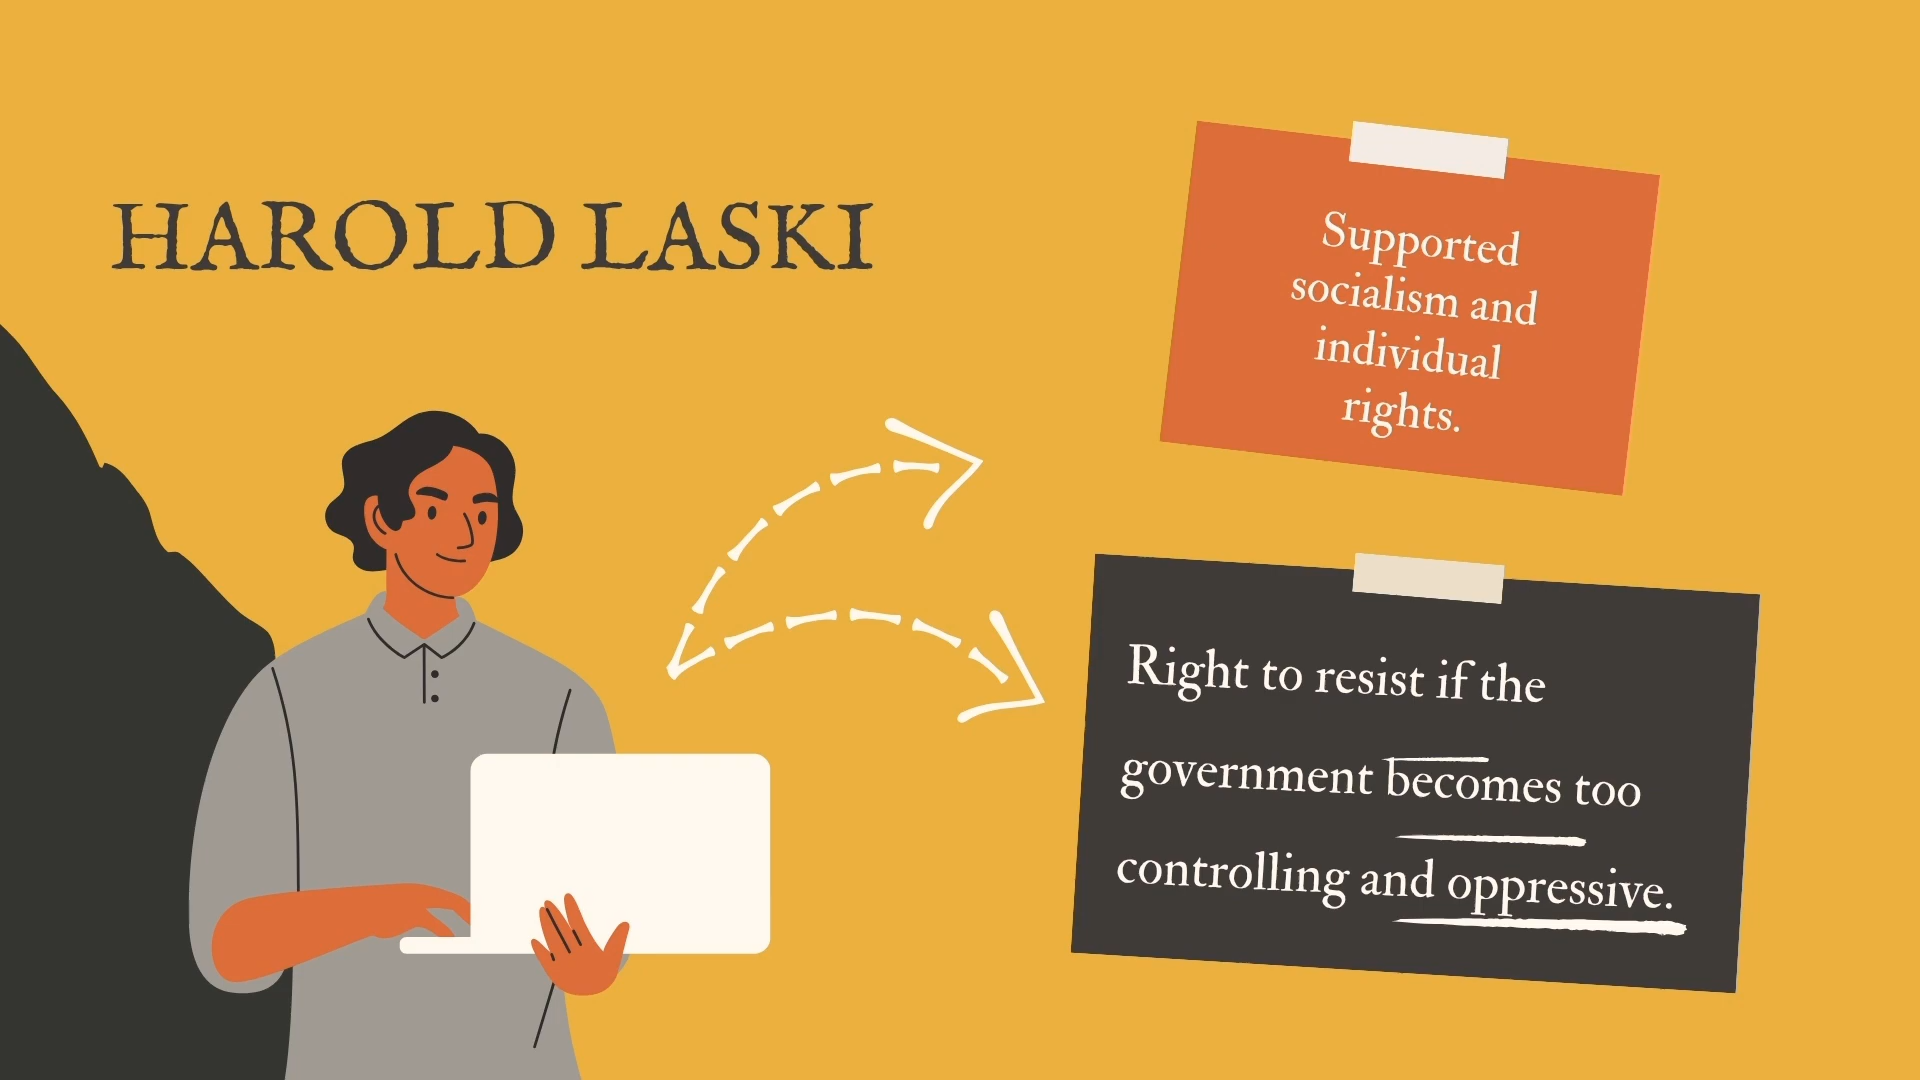 HAROLD LASKI
Supported
socialism and
individual
rights.
Right to resist if the
government becomes too
controlling and oppressive.